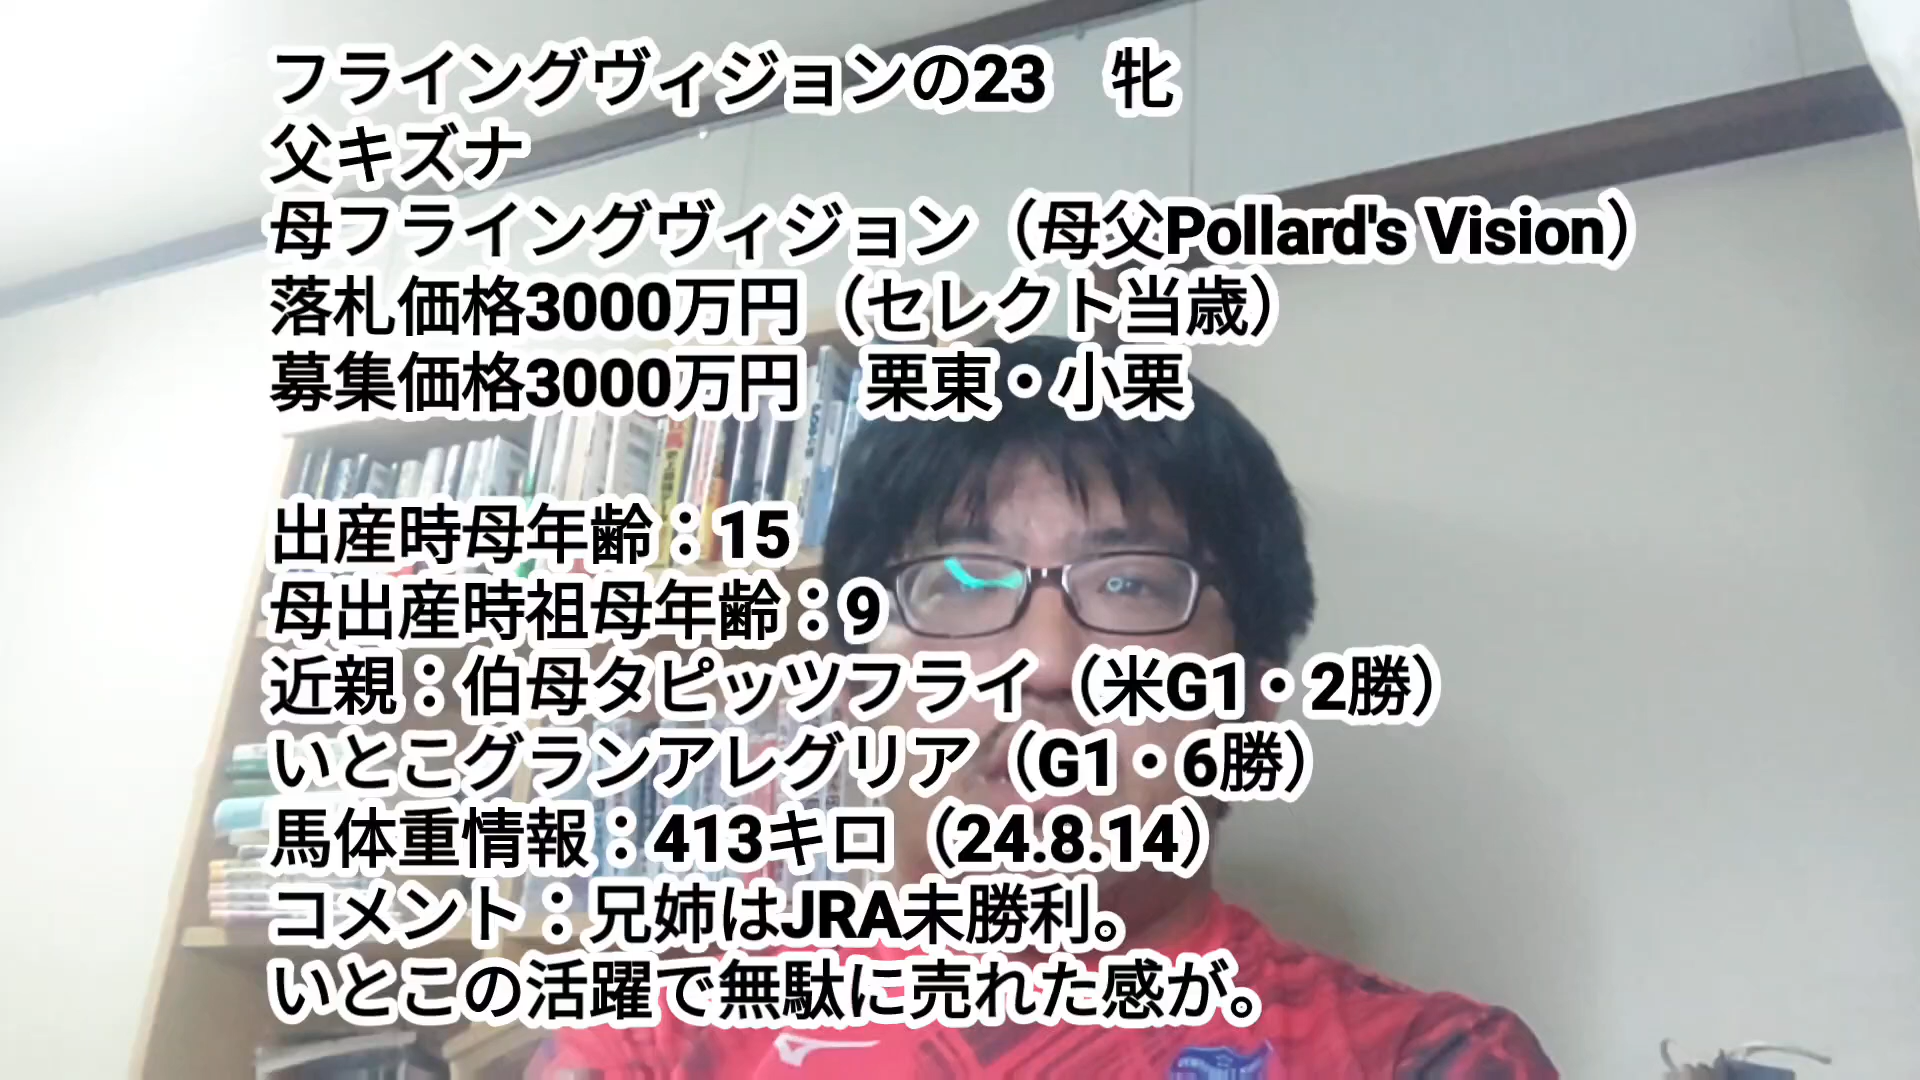 フライングヴィジョンの23　牝
父キズナ
母フライングヴィジョン（母父Pollard's Vision）
落札価格3000万円（セレクト当歳）
募集価格3000万円　栗東・小栗
出産時母年齢：15
母出産時祖母年齢：9
近親：伯母タピッツフライ（米G1・2勝）
いとこグランアレグリア（G1・6勝）
馬体重情報：413キロ（24.8.14）
コメント：兄姉はJRA未勝利。
いとこの活躍で無駄に売れた感が。